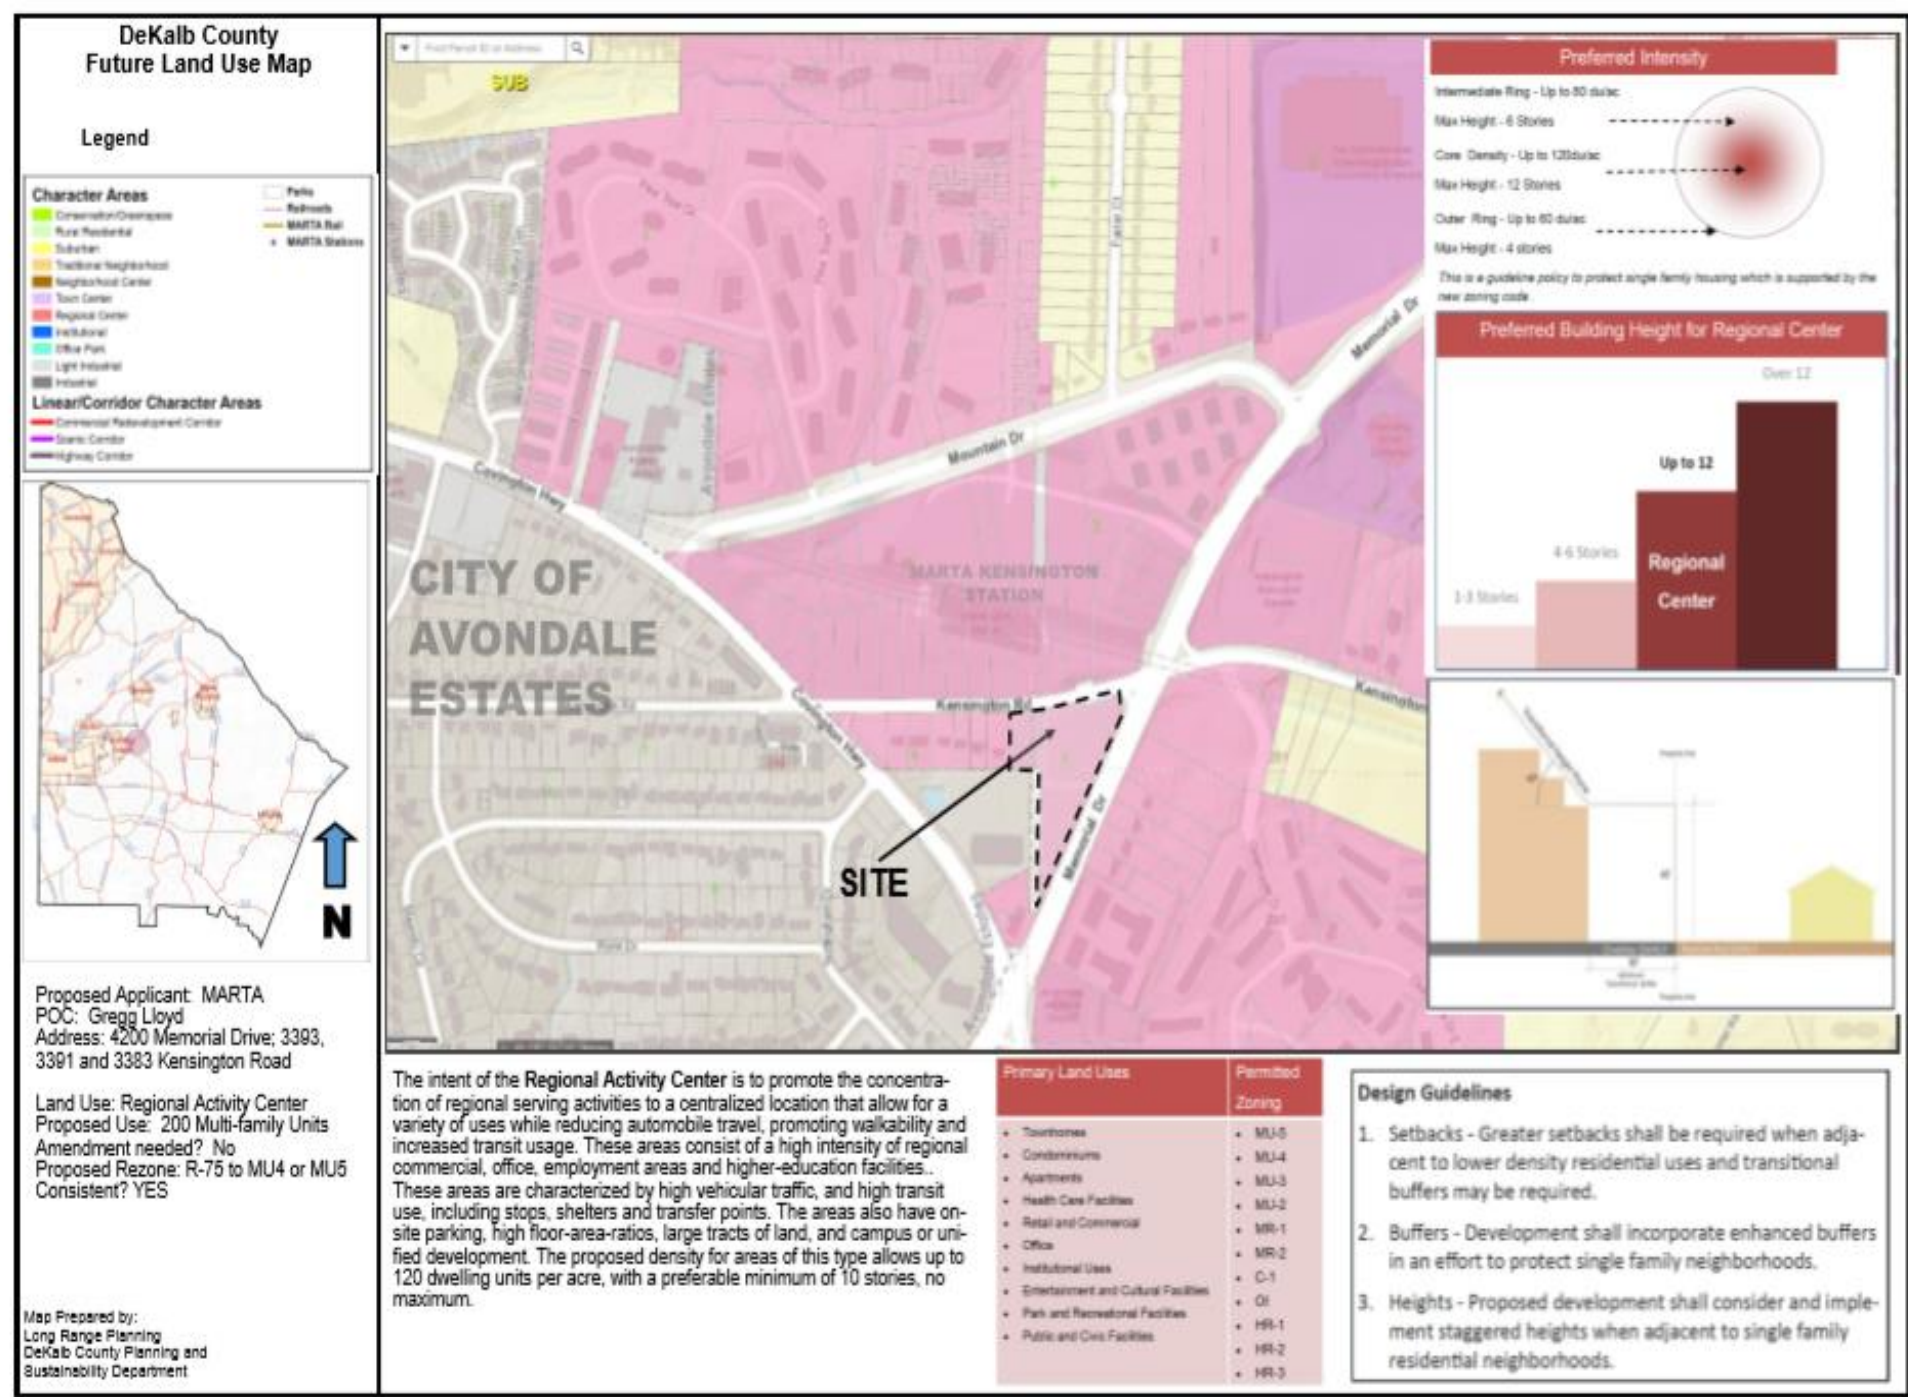 DeKalb County
Future Land Use Map
Legend
Character Areas
Conservation/Greenspace
Rural Residential
Suburban
Traditional Neighborhood
Neighborhood Center
Town Center
Regional Center
Institutional
Office Park
Light Industrial
Industrial
Linear/Corridor Character Areas
Commercial Redevelopment Corridor
Scenic Corridor
Highway Corridor
Parks
Railroads
MARTA Rail
MARTA Stations
N
Proposed Applicant: MARTA
POC: Gregg Lloyd
Address: 4200 Memorial Drive; 3393,
3391 and 3383 Kensington Road
Land Use: Regional Activity Center
Proposed Use: 200 Multi-family Units
Amendment needed? No
Proposed Rezone: R-75 to MU4 or MU5
Consistent? YES
Map Prepared by:
Long Range Planning
DeKalb County Planning and
Sustainability Department
Find Parcel ID or Address
SUB
Farrar Ct
Memorial Dr
Mountain Dr
Covington Hwy
Avondale Estates
CITY OF
AVONDALE
ESTATES
MARTA KENSINGTON
STATION
Kensington Rd
Kensington
Covington Hwy
Memorial Dr
SITE
Avondale Estates
Preferred Intensity
Intermediate Ring - Up to 80 du/ac
Max Height - 6 Stories
Core Density - Up to 120du/ac
Max Height - 12 Stories
Outer Ring - Up to 60 du/ac
Max Height - 4 stories
This is a guideline policy to protect single family housing which is supported by the
new zoning code.
Preferred Building Height for Regional Center
Over 12
Up to 12
4-6 Stories
1-3 Stories
Regional
Center
The intent of the Regional Activity Center is to promote the concentra-
tion of regional serving activities to a centralized location that allow for a
variety of uses while reducing automobile travel, promoting walkability and
increased transit usage. These areas consist of a high intensity of regional
commercial, office, employment areas and higher-education facilities..
These areas are characterized by high vehicular traffic, and high transit
use, including stops, shelters and transfer points. The areas also have on-
site parking, high floor-area-ratios, large tracts of land, and campus or uni-
fied development. The proposed density for areas of this type allows up to
120 dwelling units per acre, with a preferable minimum of 10 stories, no
maximum.
Primary Land Uses
• Townhomes
• Condominiums
• Apartments
• Health Care Facilities
• Retail and Commercial
• Office
• Institutional Uses
• Entertainment and Cultural Facilities
• Park and Recreational Facilities
• Public and Civic Facilities
Permitted
Zoning
• MU-5
• MU-4
• MU-3
• MU-2
• MR-1
• MR-2
• C-1
• OI
• HR-1
• HR-2
• HR-3
Design Guidelines
1. Setbacks - Greater setbacks shall be required when adja-
cent to lower density residential uses and transitional
buffers may be required.
2. Buffers - Development shall incorporate enhanced buffers
in an effort to protect single family neighborhoods.
3. Heights - Proposed development shall consider and imple-
ment staggered heights when adjacent to single family
residential neighborhoods.